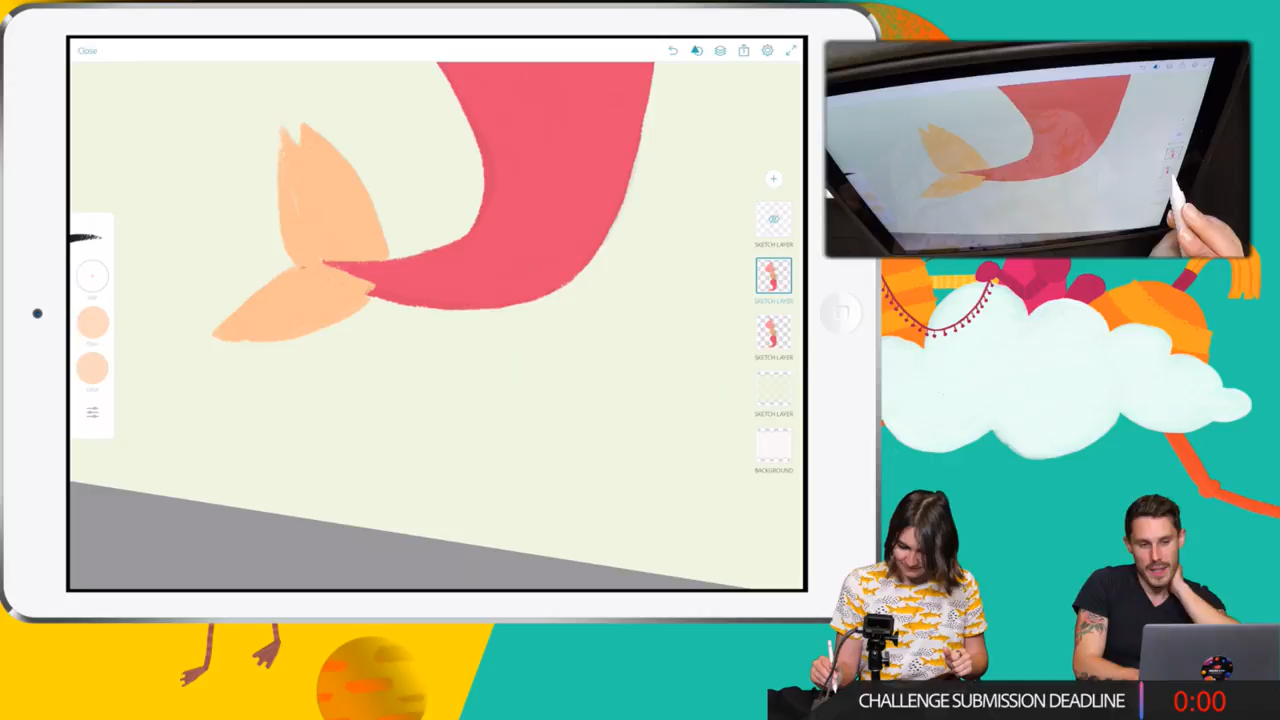 Close
SKETCH LAYER
SKETCH LAYER
SKETCH LAYER
SKETCH LAYER
BACKGROUND
CHALLENGE SUBMISSION DEADLINE 0:00